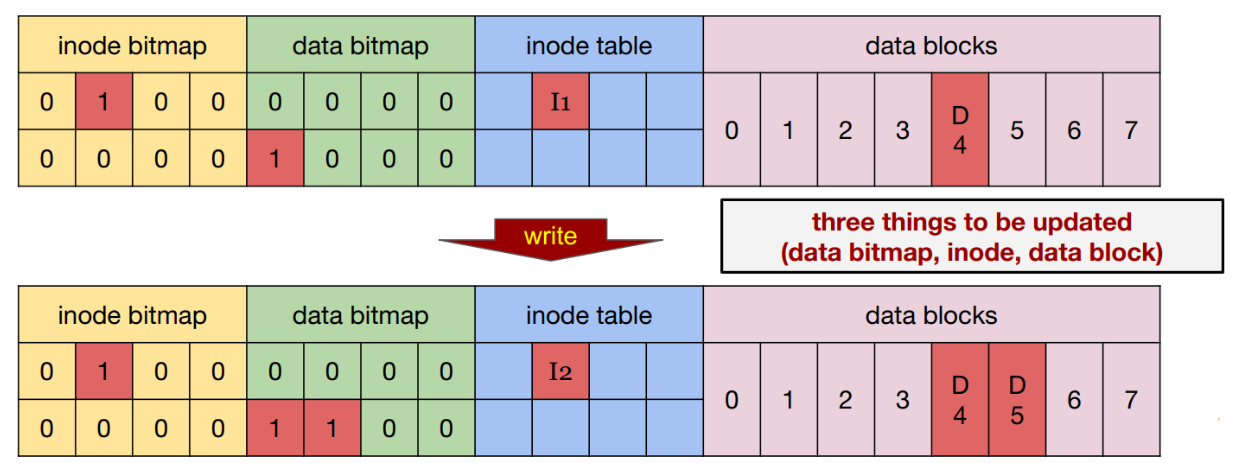 inode bitmap data bitmap inode table data blocks
0 1 0 0 0 0 0 0 I1 0 1 2 3 D 4 5 6 7
0 0 0 0 1 0 0 0
write
three things to be updated
(data bitmap, inode, data block)
inode bitmap data bitmap inode table data blocks
0 1 0 0 0 0 0 0 I2 0 1 2 3 D 4 D 5 6 7
0 0 0 0 1 1 0 0